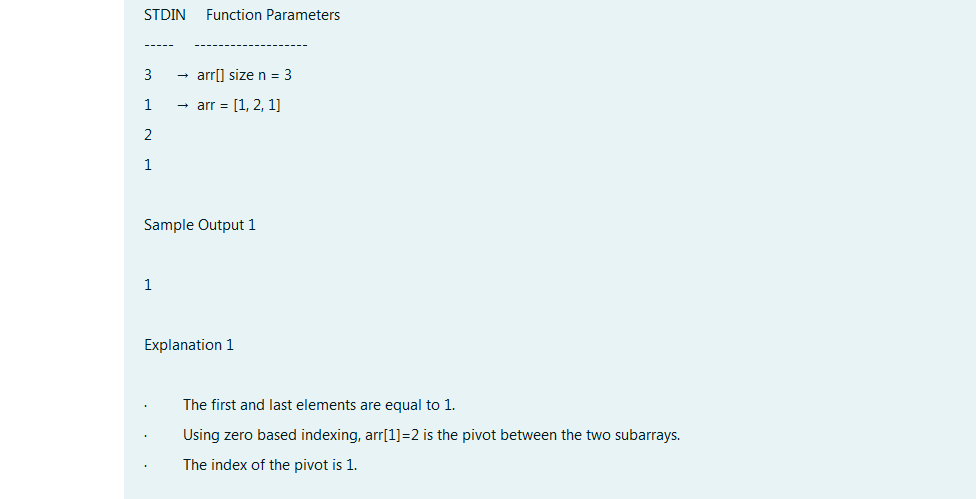 STDIN Function Parameters
----- -------------------
3 → arr[] size n = 3
1 → arr = [1, 2, 1]
2
1
Sample Output 1
1
Explanation 1
· The first and last elements are equal to 1.
· Using zero based indexing, arr[1]=2 is the pivot between the two subarrays.
· The index of the pivot is 1.